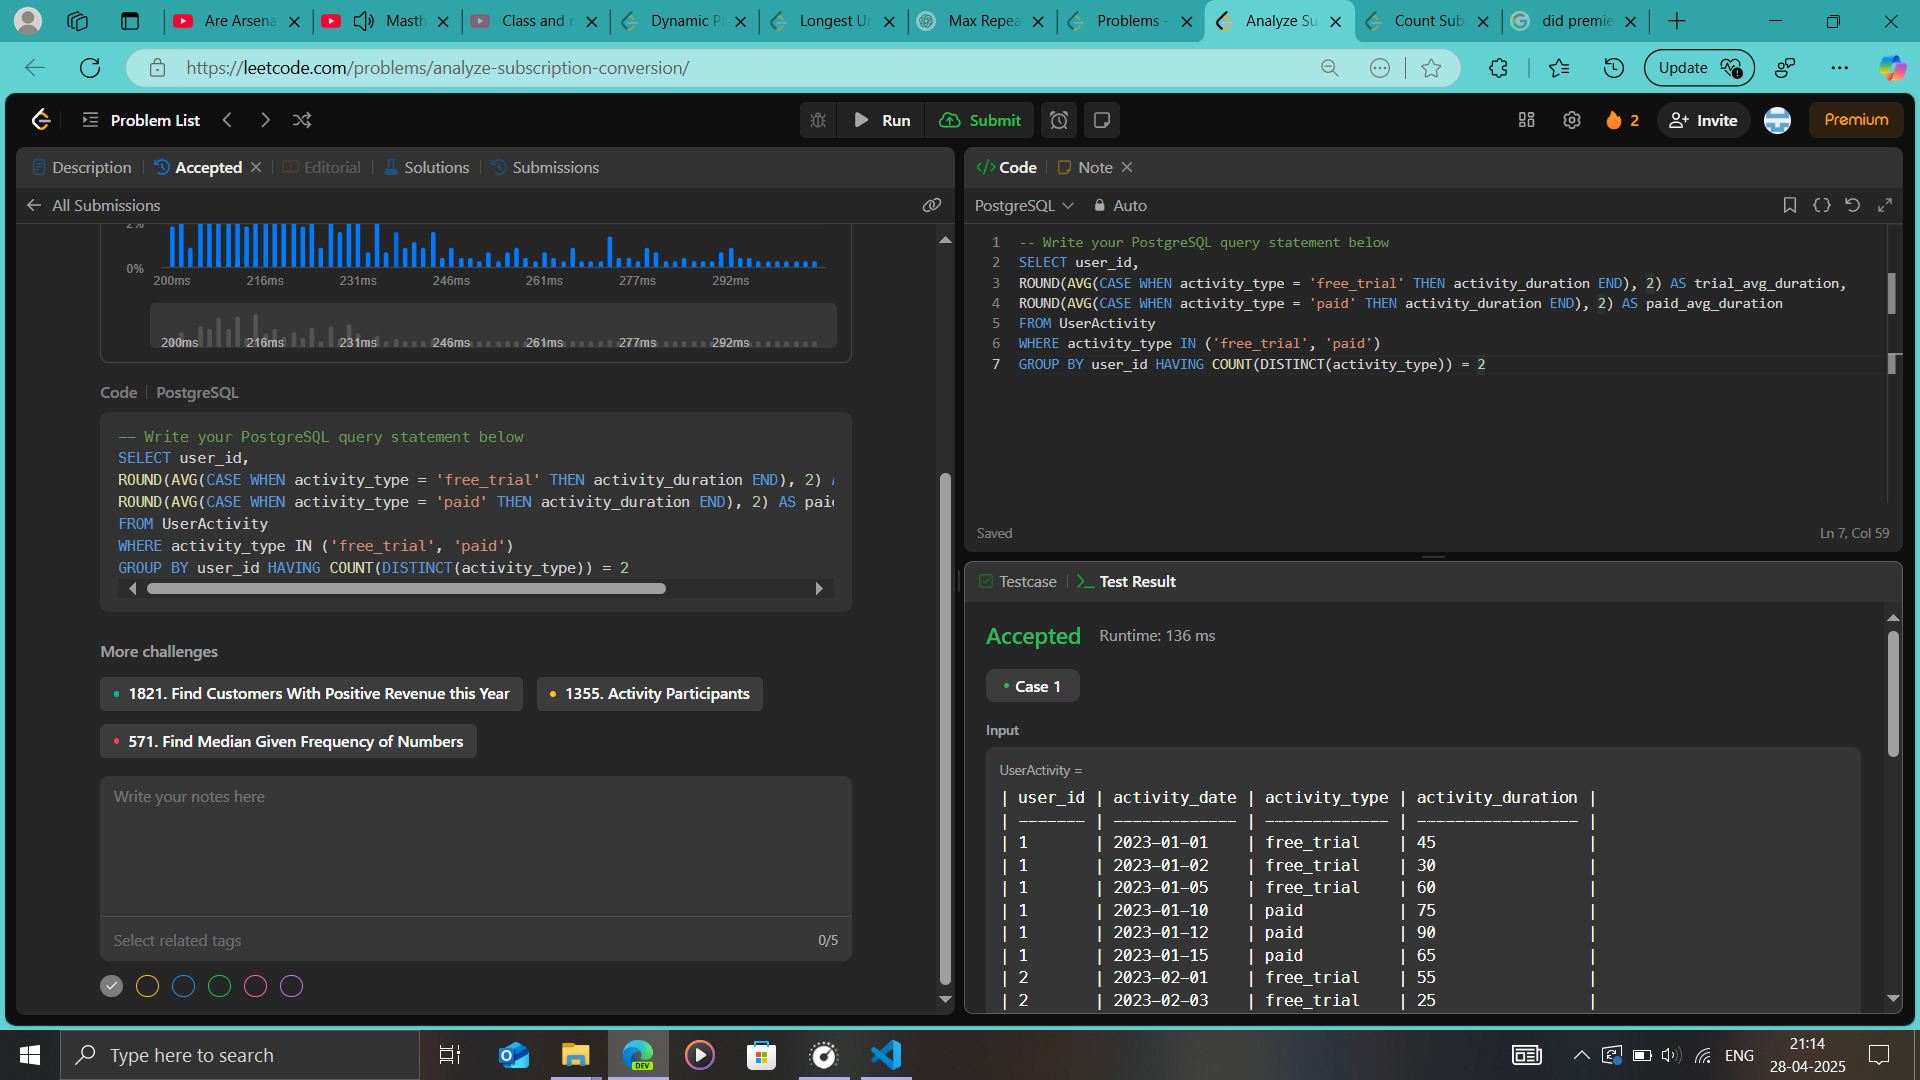 Are Arsena
Masth
Class and r
Dynamic P
Longest Ur
Max Repea
Problems -
Analyze Su
Count Sub
did premie
https://leetcode.com/problems/analyze-subscription-conversion/
Update
Problem List
Run
Submit
2
Invite
Premium
Description
Accepted
Editorial
Solutions
Submissions
All Submissions
2%
0%
200ms 216ms 231ms 246ms 261ms 277ms 292ms
200ms 216ms 231ms 246ms 261ms 277ms 292ms
Code | PostgreSQL
-- Write your PostgreSQL query statement below
SELECT user_id,
ROUND(AVG(CASE WHEN activity_type = 'free_trial' THEN activity_duration END), 2)
ROUND(AVG(CASE WHEN activity_type = 'paid' THEN activity_duration END), 2) AS paid
FROM UserActivity
WHERE activity_type IN ('free_trial', 'paid')
GROUP BY user_id HAVING COUNT(DISTINCT(activity_type)) = 2
More challenges
1821. Find Customers With Positive Revenue this Year
1355. Activity Participants
571. Find Median Given Frequency of Numbers
Write your notes here
Select related tags
0/5
Code
Note
PostgreSQL
Auto
1 -- Write your PostgreSQL query statement below
2 SELECT user_id,
3 ROUND(AVG(CASE WHEN activity_type = 'free_trial' THEN activity_duration END), 2) AS trial_avg_duration,
4 ROUND(AVG(CASE WHEN activity_type = 'paid' THEN activity_duration END), 2) AS paid_avg_duration
5 FROM UserActivity
6 WHERE activity_type IN ('free_trial', 'paid')
7 GROUP BY user_id HAVING COUNT(DISTINCT(activity_type)) = 2
Saved
Ln 7, Col 59
Testcase
Test Result
Accepted
Runtime: 136 ms
Case 1
Input
UserActivity =
| user_id | activity_date | activity_type | activity_duration |
| ------- | ------------- | ------------- | ----------------- |
| 1 | 2023-01-01 | free_trial | 45 |
| 1 | 2023-01-02 | free_trial | 30 |
| 1 | 2023-01-05 | free_trial | 60 |
| 1 | 2023-01-10 | paid | 75 |
| 1 | 2023-01-12 | paid | 90 |
| 1 | 2023-01-15 | paid | 65 |
| 2 | 2023-02-01 | free_trial | 55 |
| 2 | 2023-02-03 | free_trial | 25 |
Type here to search
DEV
ENG
21:14
28-04-2025